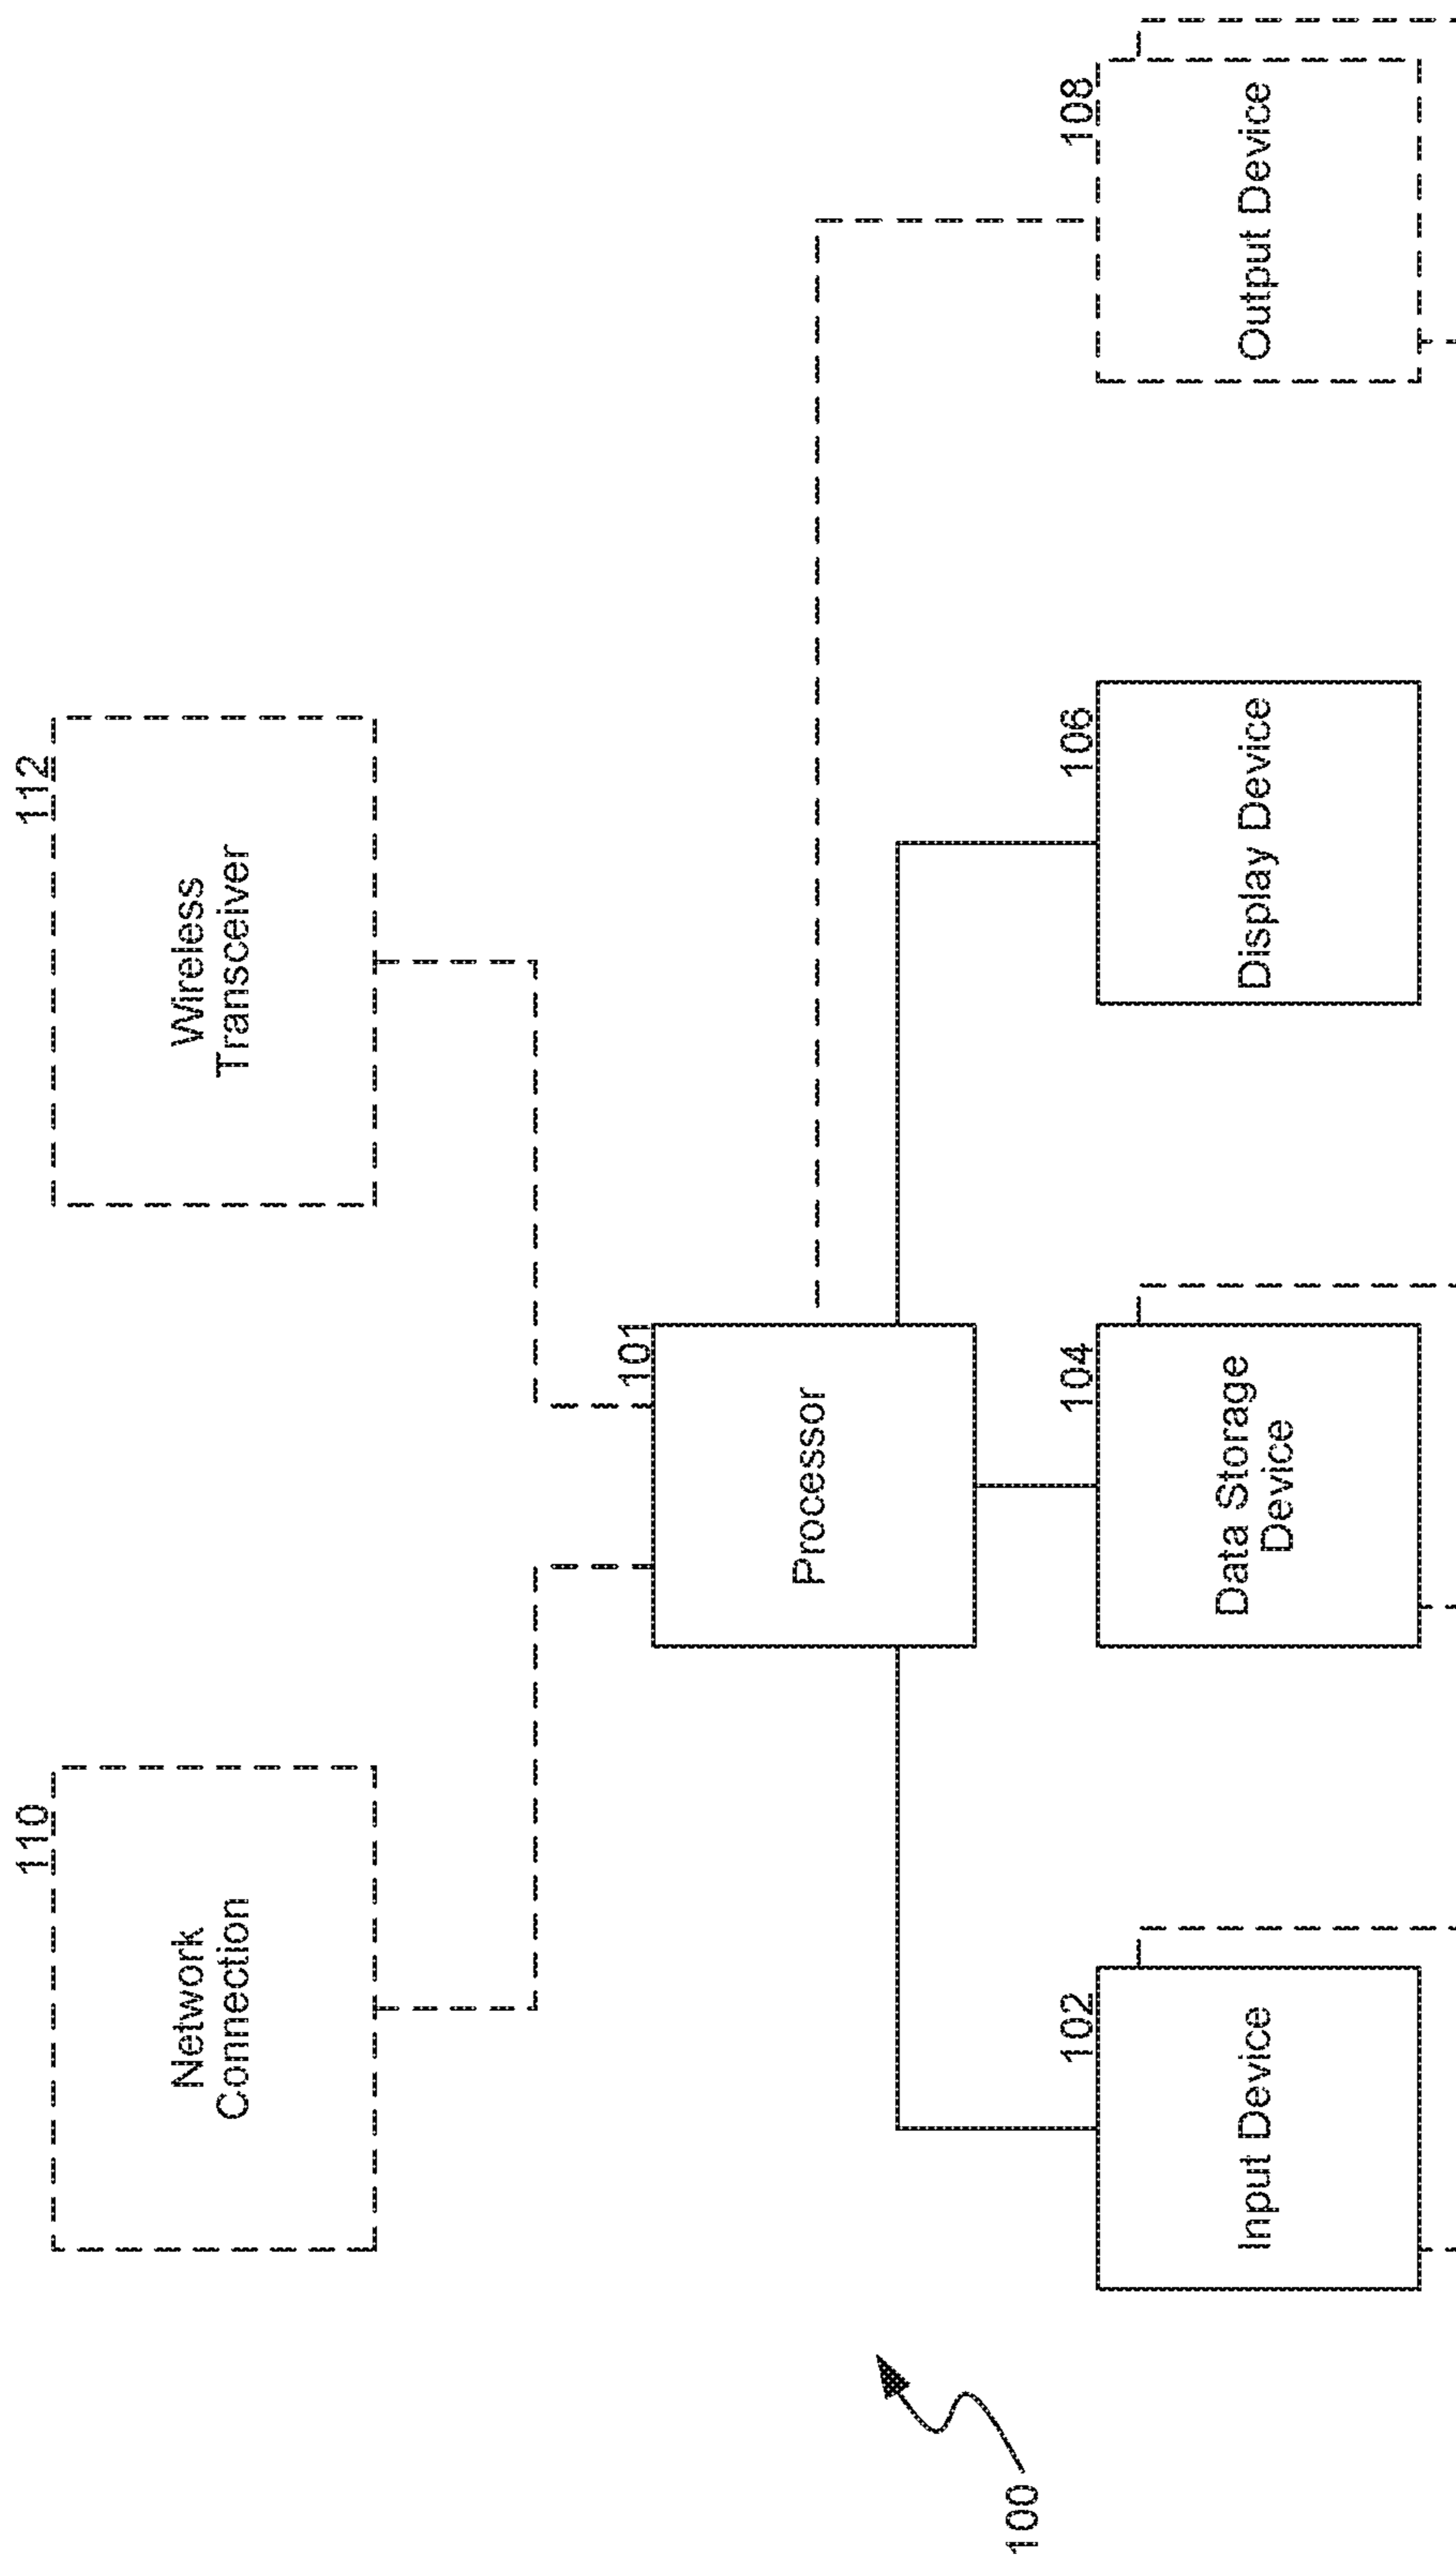 110
Network
Connection
112
Wireless
Transceiver
101
Processor
100
102
Input Device
104
Data Storage
Device
106
Display Device
108
Output Device